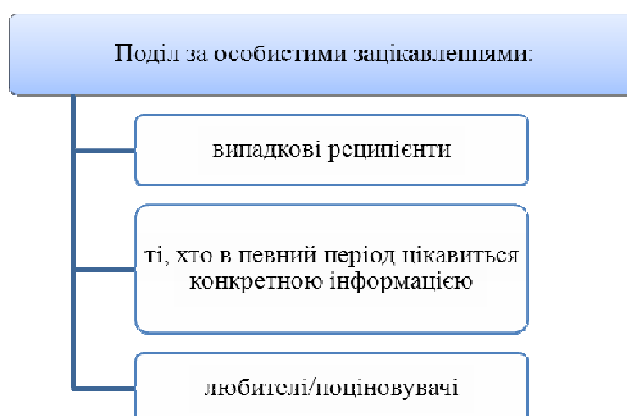 Поділ за особистими зацікавленнями:
випадкові реципієнти
ті, хто в певний період цікавиться
конкретною інформацією
любителі/поціновувачі